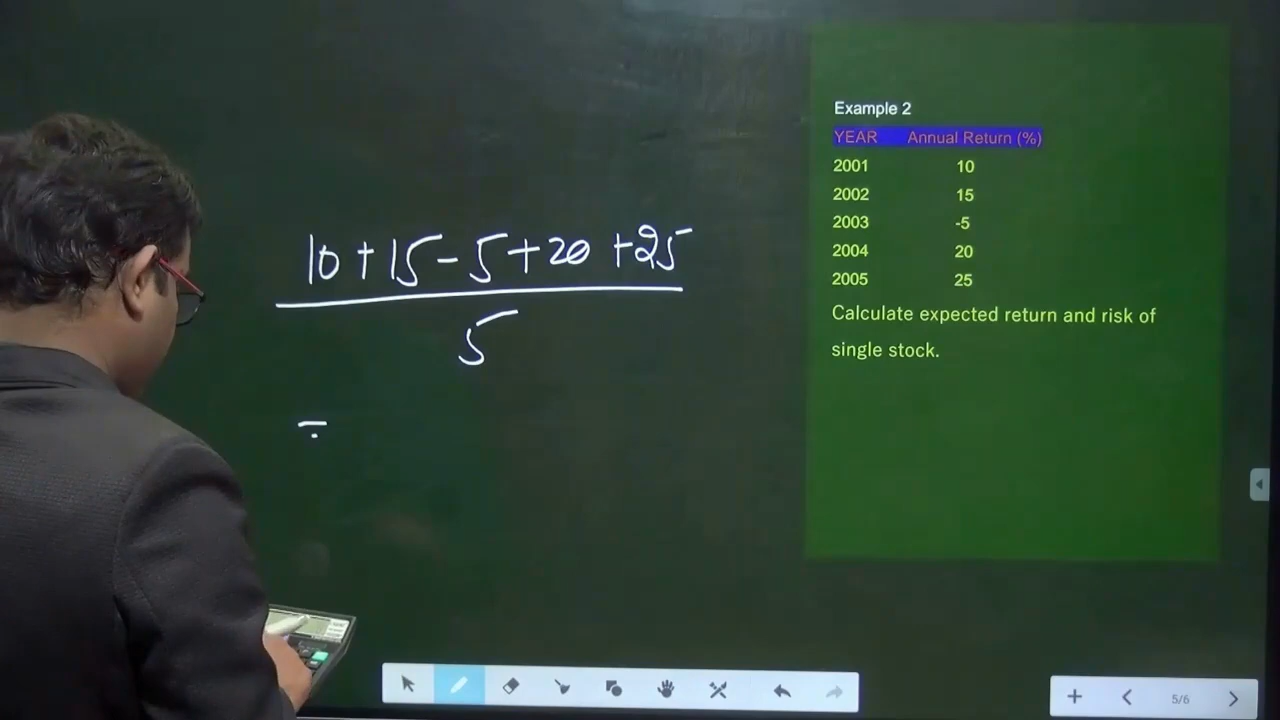 10+15-5+20+25
5
=
Example 2
YEAR Annual Return (%)
2001 10
2002 15
2003 -5
2004 20
2005 25
Calculate expected return and risk of
single stock.
5/6